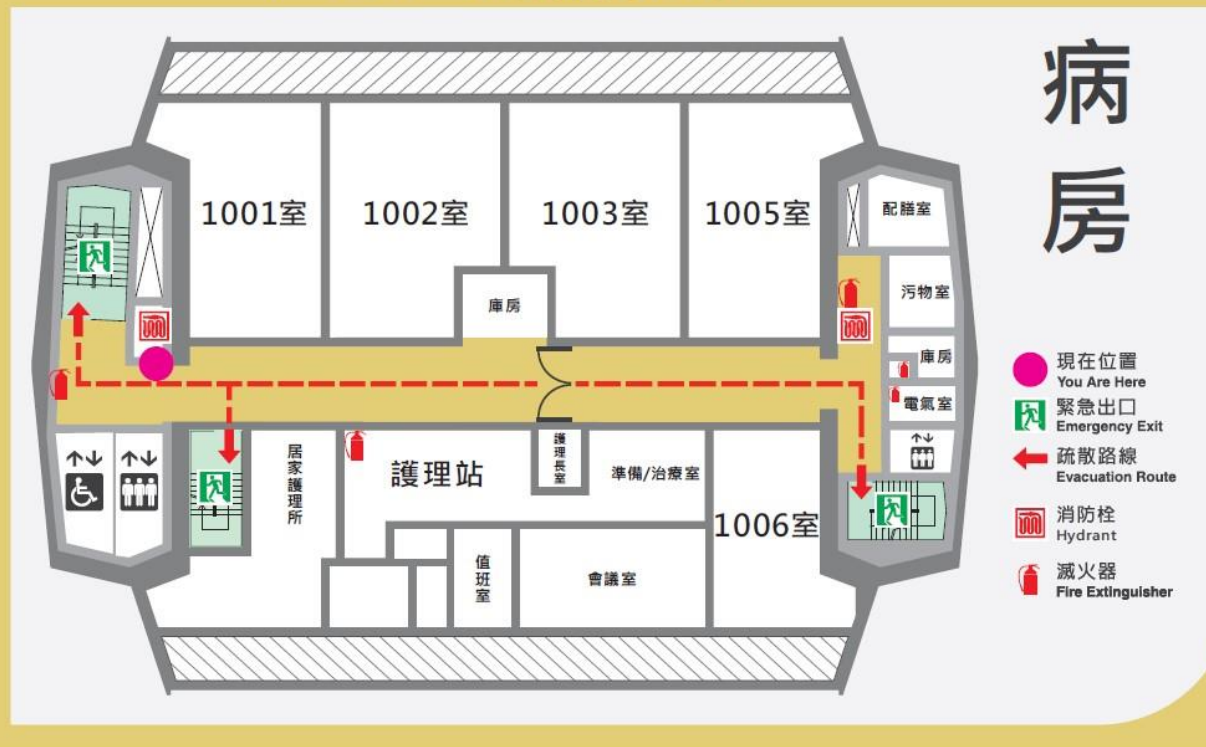 病房
1001室
1002室
1003室
1005室
配膳室
庫房
污物室
庫房
電氣室
居家護理所
護理站
護理長室
準備/治療室
1006室
值班室
會議室
現在位置
You Are Here
緊急出口
Emergency Exit
疏散路線
Evacuation Route
消防栓
Hydrant
滅火器
Fire Extinguisher